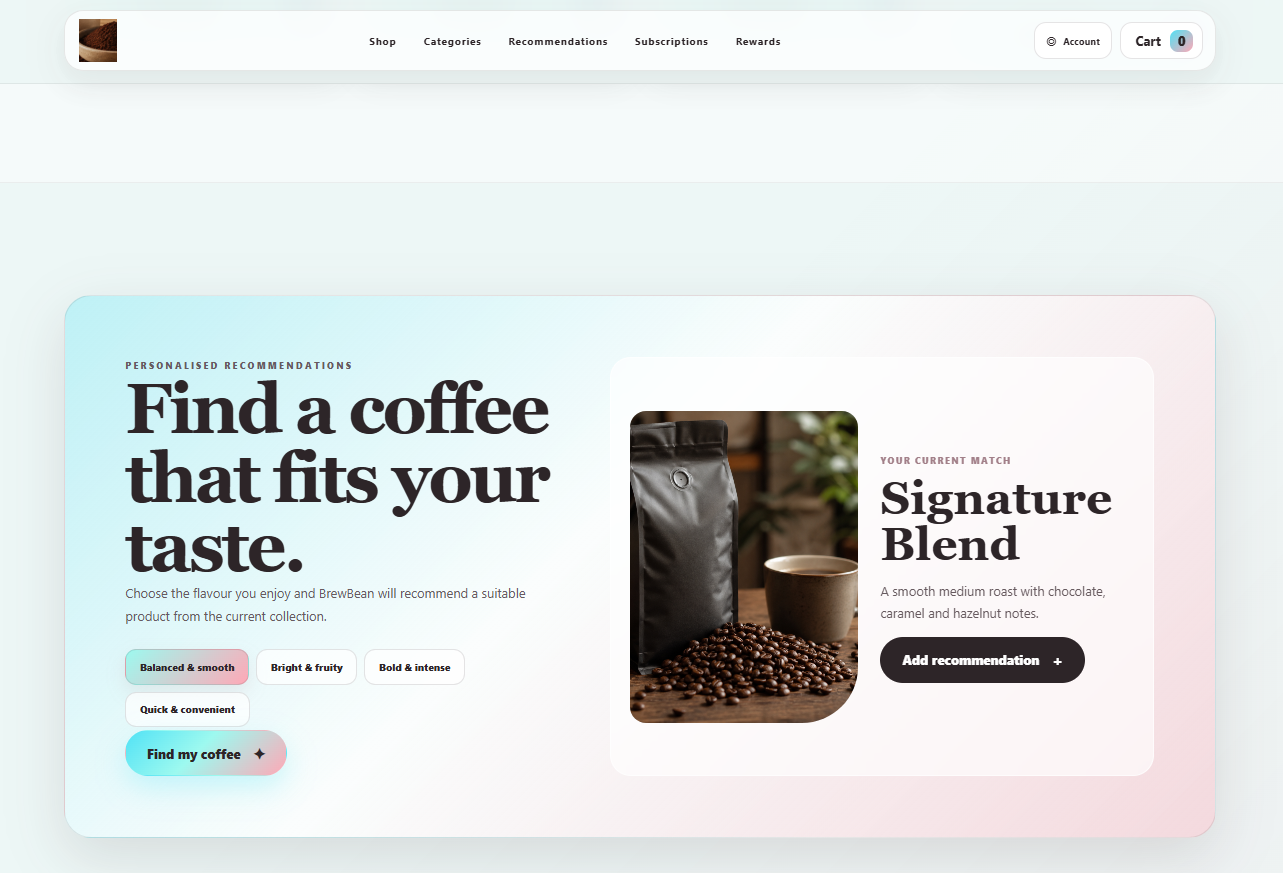 Shop Categories Recommendations Subscriptions Rewards Account Cart 0
PERSONALISED RECOMMENDATIONS
Find a coffee
that fits your
taste.
Choose the flavour you enjoy and BrewBean will recommend a suitable
product from the current collection.
Balanced & smooth Bright & fruity Bold & intense
Quick & convenient
Find my coffee ✦
YOUR CURRENT MATCH
Signature
Blend
A smooth medium roast with chocolate,
caramel and hazelnut notes.
Add recommendation +